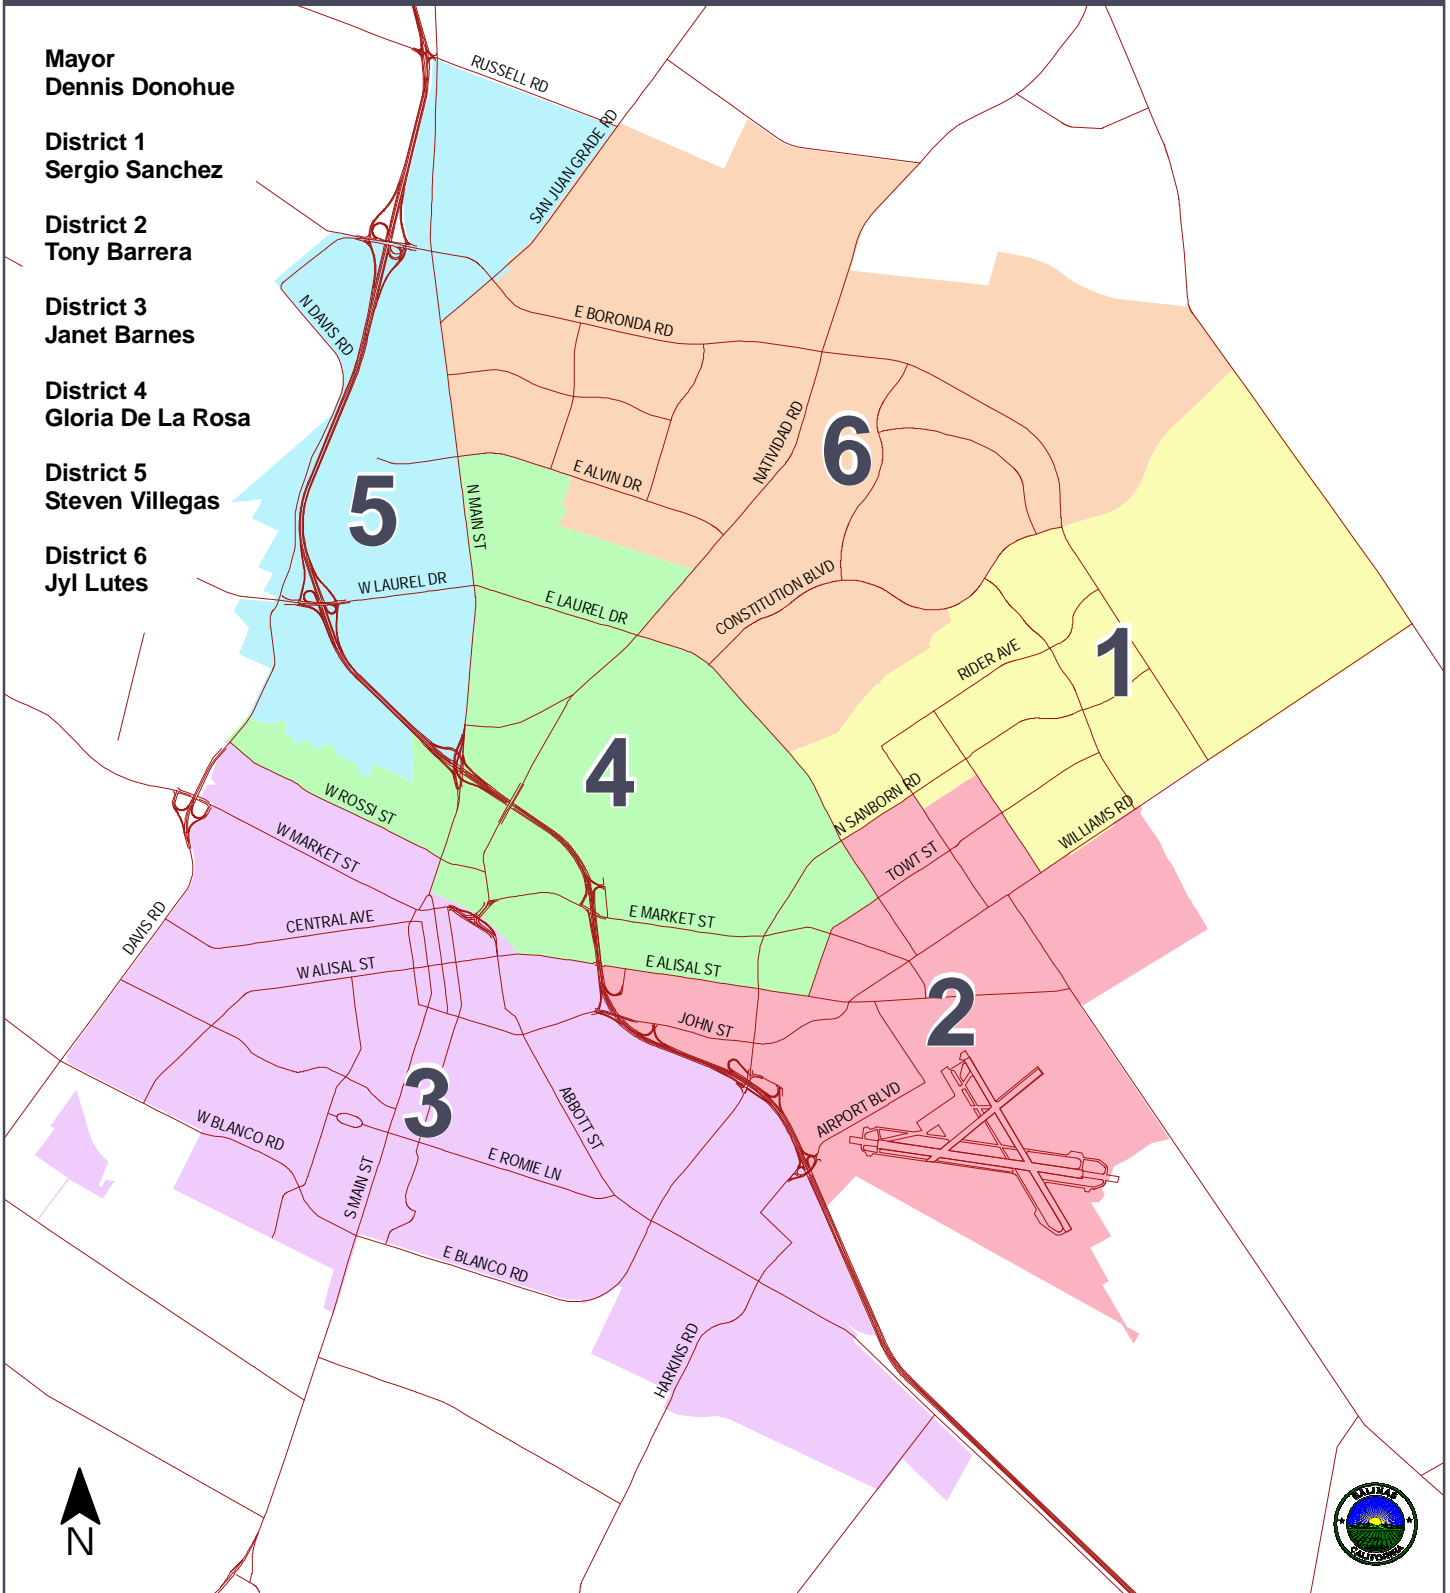 Mayor
Dennis Donohue
District 1
Sergio Sanchez
District 2
Tony Barrera
District 3
Janet Barnes
District 4
Gloria De La Rosa
District 5
Steven Villegas
District 6
Jyl Lutes
RUSSELL RD
SAN JUAN GRADE RD
N DAVIS RD
E BORONDA RD
NATIVIDAD RD
6
E ALVIN DR
5
N MAIN ST
W LAUREL DR
E LAUREL DR
CONSTITUTION BLVD
RIDER AVE
1
4
W ROSSI ST
N SANBORN RD
WILLIAMS RD
W MARKET ST
TOWT ST
DAVIS RD
CENTRAL AVE
E MARKET ST
W ALISAL ST
E ALISAL ST
2
JOHN ST
3
ABBOTT ST
AIRPORT BLVD
W BLANCO RD
E ROMIE LN
S MAIN ST
E BLANCO RD
HARKINS RD
N
SALINAS
CALIFORNIA